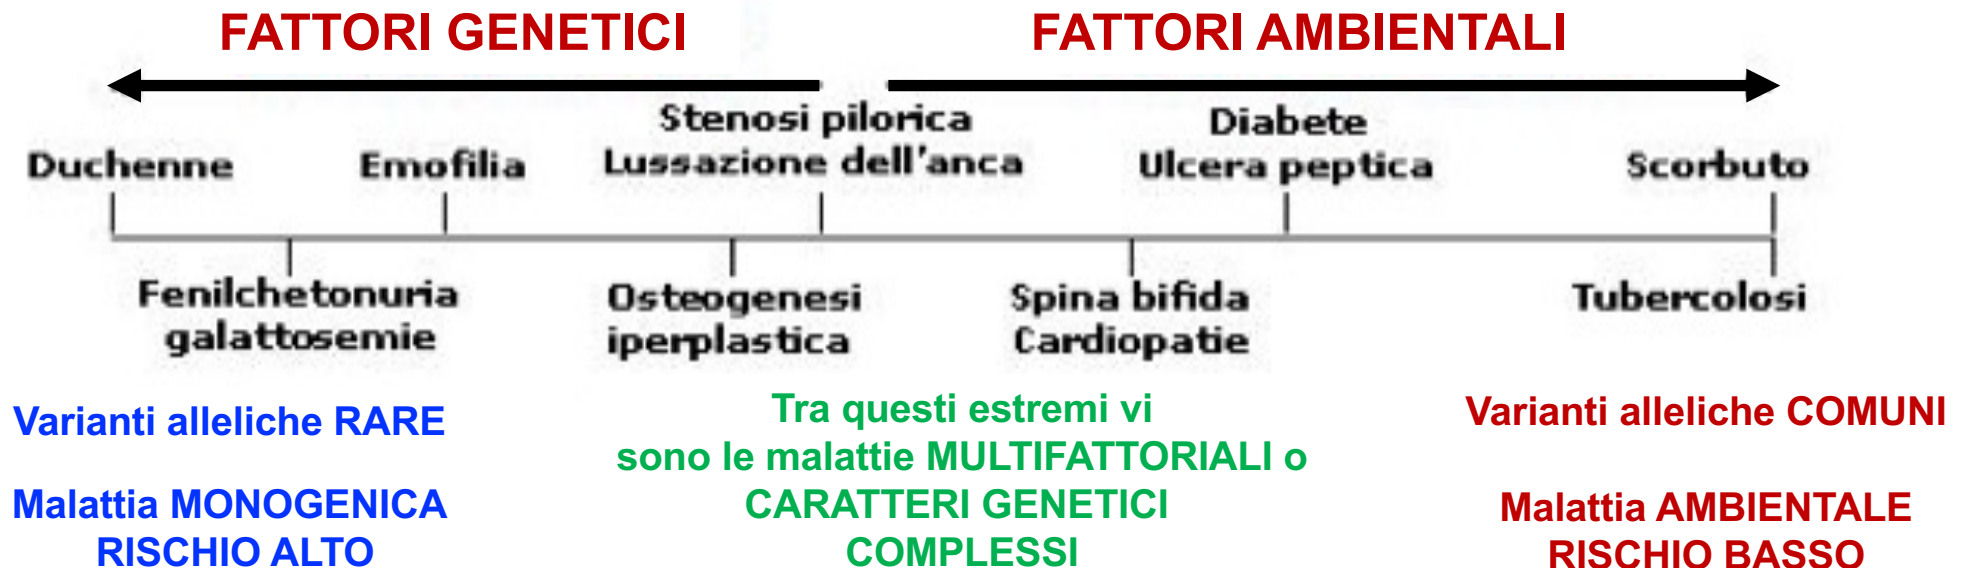 FATTORI GENETICI
FATTORI AMBIENTALI
Stenosi pilorica
Lussazione dell'anca
Diabete
Ulcera peptica
Duchenne
Emofilia
Scorbuto
Fenilchetonuria
galattosemie
Osteogenesi
iperplastica
Spina bifida
Cardiopatie
Tubercolosi
Varianti alleliche RARE
Malattia MONOGENICA
RISCHIO ALTO
Tra questi estremi vi
sono le malattie MULTIFATTORIALI o
CARATTERI GENETICI
COMPLESSI
Varianti alleliche COMUNI
Malattia AMBIENTALE
RISCHIO BASSO